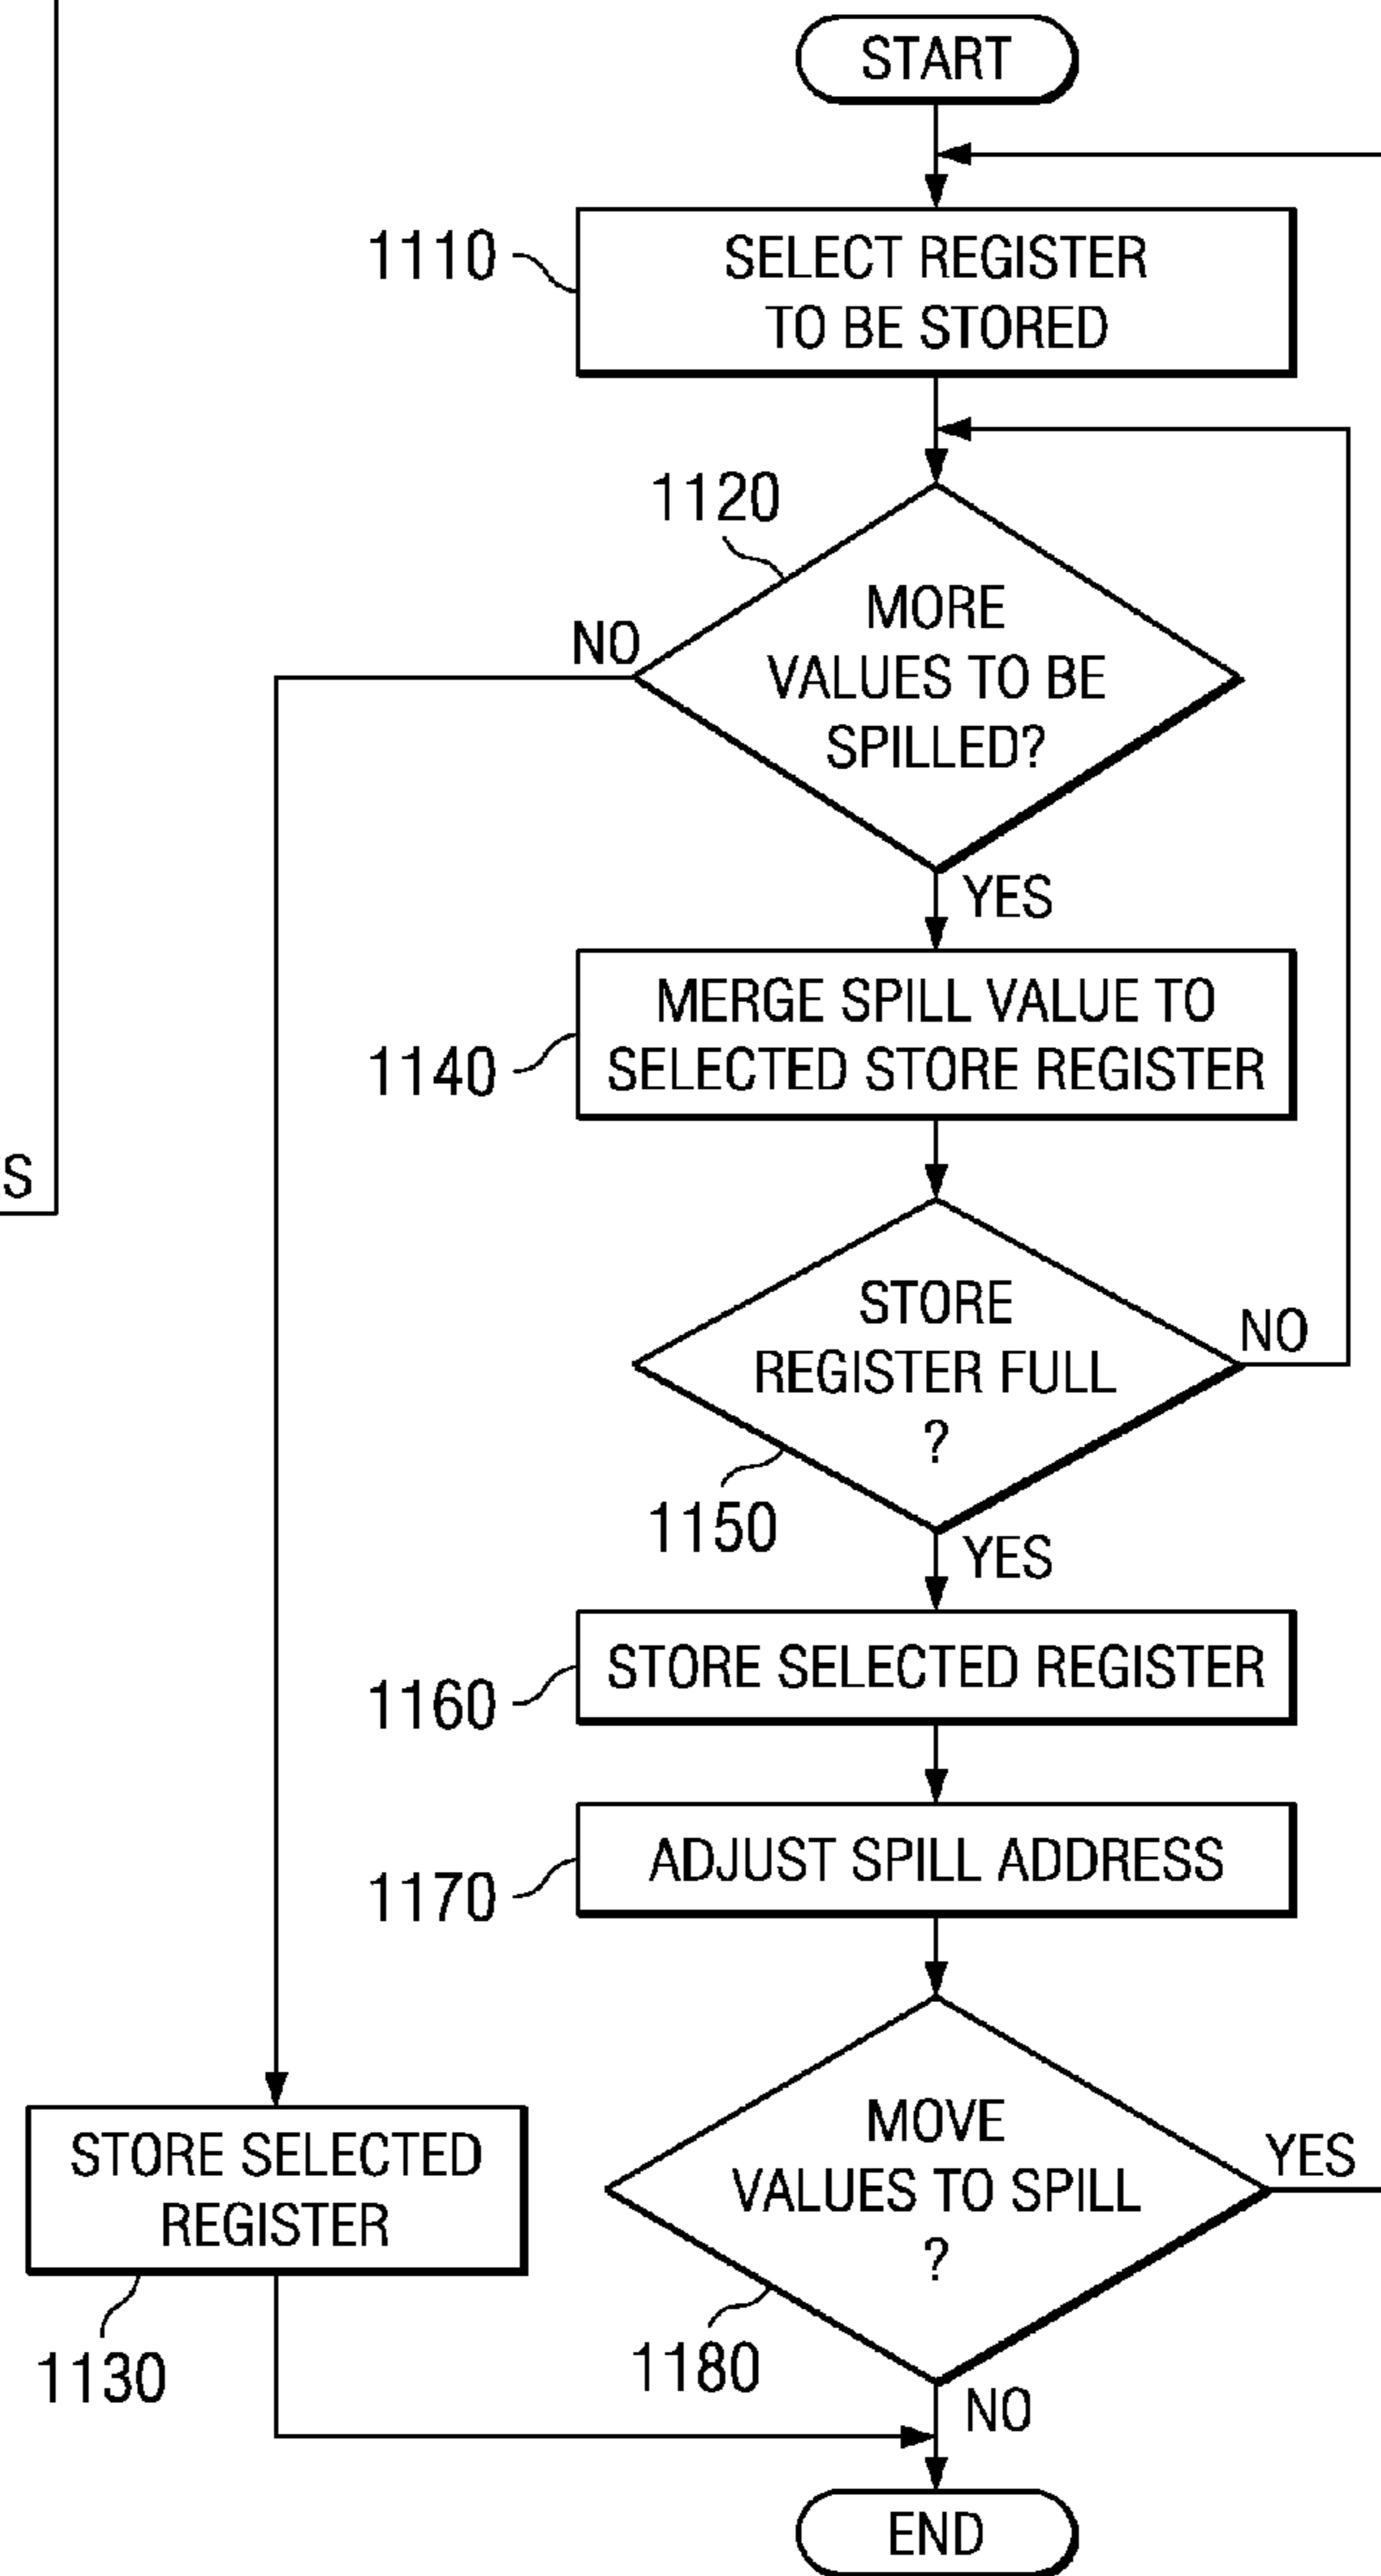 START
1110
SELECT REGISTER
TO BE STORED
1120
MORE
VALUES TO BE
SPILLED?
NO
YES
1140
MERGE SPILL VALUE TO
SELECTED STORE REGISTER
S
STORE
REGISTER FULL
?
NO
1150
YES
1160
STORE SELECTED REGISTER
1170
ADJUST SPILL ADDRESS
STORE SELECTED
REGISTER
1130
MOVE
VALUES TO SPILL
?
YES
1180
NO
END